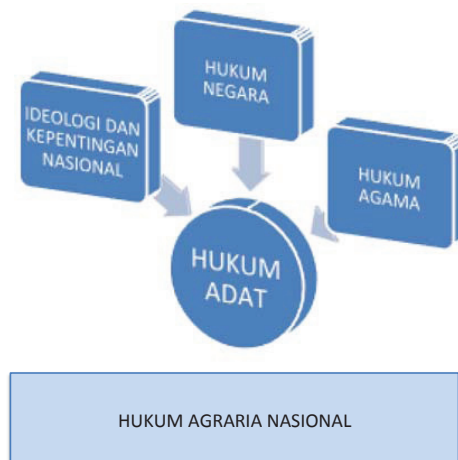 HUKUM
NEGARA
IDEOLOGI DAN
KEPENTINGAN
NASIONAL
HUKUM
AGAMA
HUKUM
ADAT
HUKUM AGRARIA NASIONAL